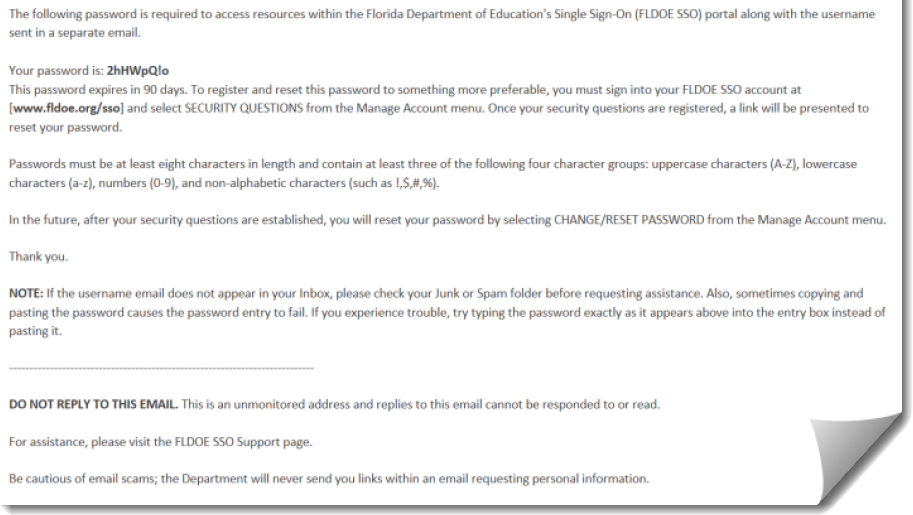 The following password is required to access resources within the Florida Department of Education's Single Sign-On (FLDOE SSO) portal along with the username
sent in a separate email.
Your password is: 2hHWpQ!o
This password expires in 90 days. To register and reset this password to something more preferable, you must sign into your FLDOE SSO account at
[www.fldoe.org/sso] and select SECURITY QUESTIONS from the Manage Account menu. Once your security questions are registered, a link will be presented to
reset your password.
Passwords must be at least eight characters in length and contain at least three of the following four character groups: uppercase characters (A-Z), lowercase
characters (a-z), numbers (0-9), and non-alphabetic characters (such as !,$,#,%).
In the future, after your security questions are established, you will reset your password by selecting CHANGE/RESET PASSWORD from the Manage Account menu.
Thank you.
NOTE: If the username email does not appear in your Inbox, please check your Junk or Spam folder before requesting assistance. Also, sometimes copying and
pasting the password causes the password entry to fail. If you experience trouble, try typing the password exactly as it appears above into the entry box instead of
pasting it.
----------------------------------------------------------------------------
DO NOT REPLY TO THIS EMAIL. This is an unmonitored address and replies to this email cannot be responded to or read.
For assistance, please visit the FLDOE SSO Support page.
Be cautious of email scams; the Department will never send you links within an email requesting personal information.